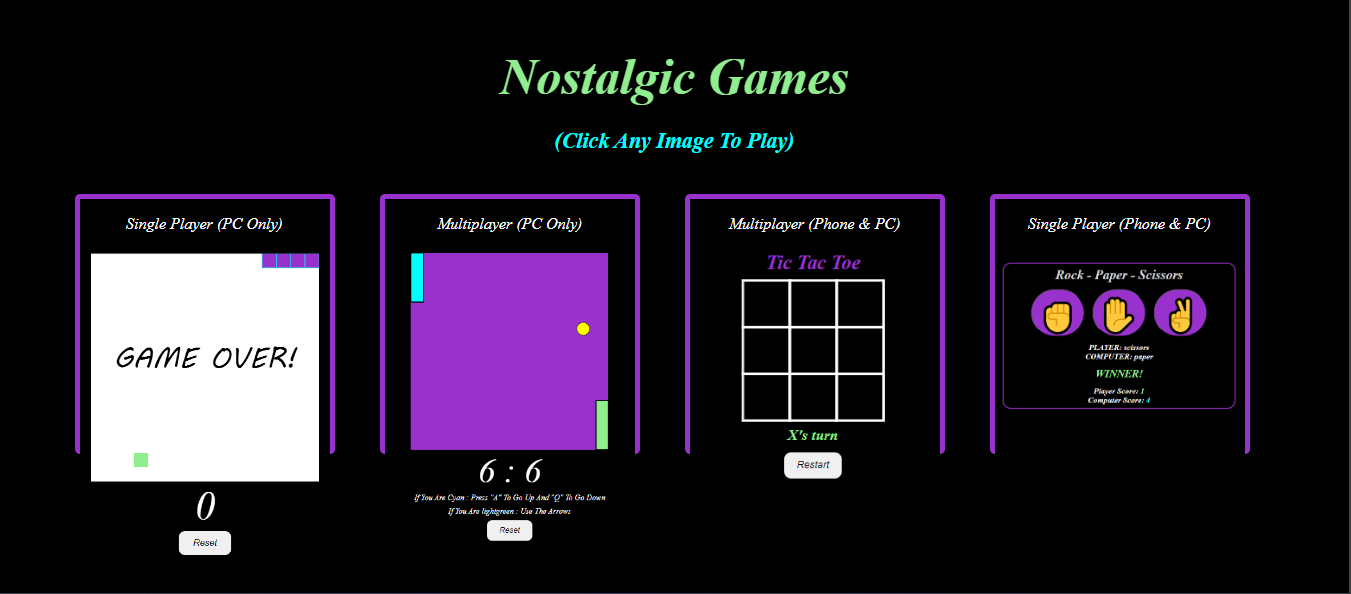 Nostalgic Games
(Click Any Image To Play)
Single Player (PC Only)
GAME OVER!
0
Reset
Multiplayer (PC Only)
6 : 6
If You Are Cyan : Press "A" To Go Up And "Q" To Go Down
If You Are lightgreen : Use The Arrows
Reset
Multiplayer (Phone & PC)
Tic Tac Toe
X's turn
Restart
Single Player (Phone & PC)
Rock - Paper - Scissors
PLAYER: scissors
COMPUTER: paper
WINNER!
Player Score: 1
Computer Score: 4